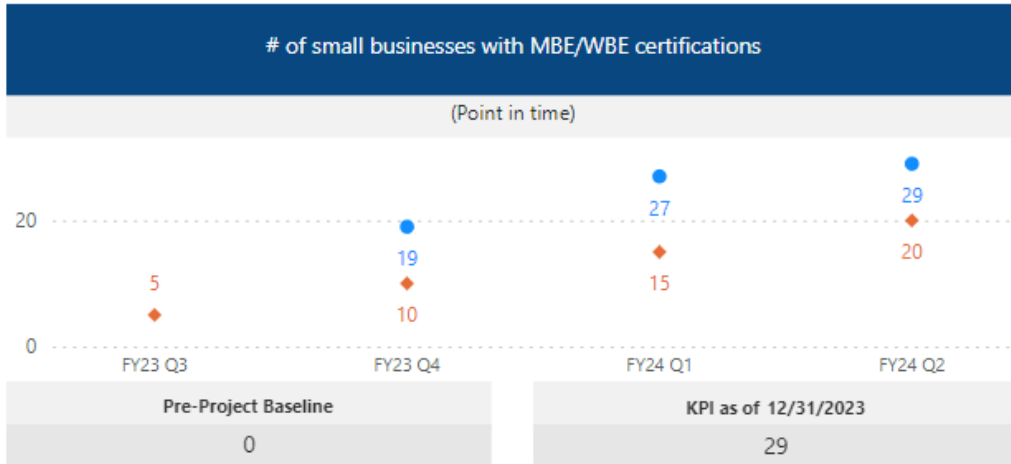 # of small businesses with MBE/WBE certifications
(Point in time)
20
0
5
19
10
27
15
29
20
FY23 Q3
FY23 Q4
FY24 Q1
FY24 Q2
Pre-Project Baseline
0
KPI as of 12/31/2023
29